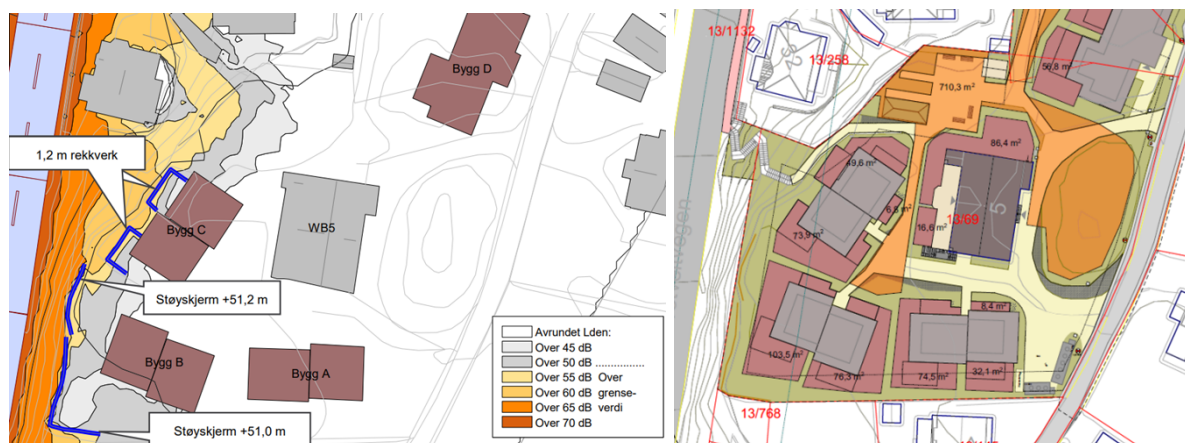 Bygg D
1,2 m rekkverk
Bygg C
WB5
Støyskjerm +51,2 m
Bygg B
Bygg A
Støyskjerm +51,0 m
Avrundet Lden:
Over 45 dB
Over 50 dB ..............
Over 55 dB Over
Over 60 dB grense-
Over 65 dB verdi
Over 70 dB
13/1132
13/258
56,8 m²
710,3 m²
86,4 m²
49,6 m²
6,8 m²
13/69
5
16,6 m²
73,9 m²
8,4 m²
103,5 m²
76,3 m²
74,5 m²
32,1 m²
13/768